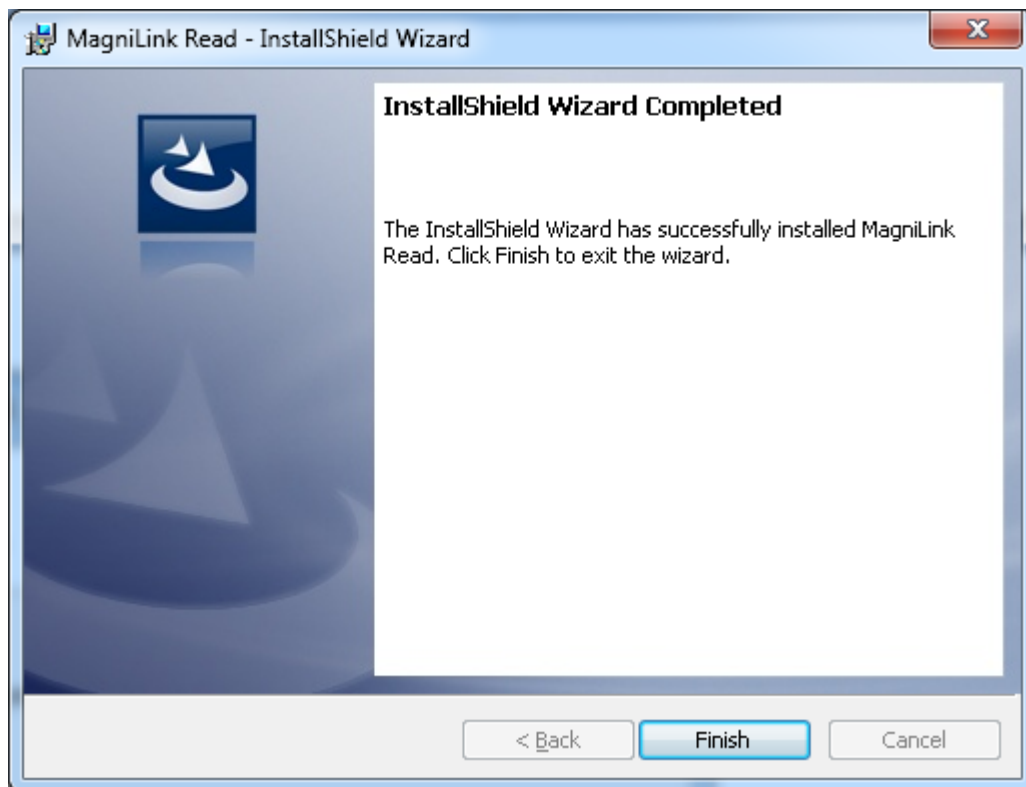 MagniLink Read - InstallShield Wizard
InstallShield Wizard Completed
The InstallShield Wizard has successfully installed MagniLink
Read. Click Finish to exit the wizard.
< Back
Finish
Cancel